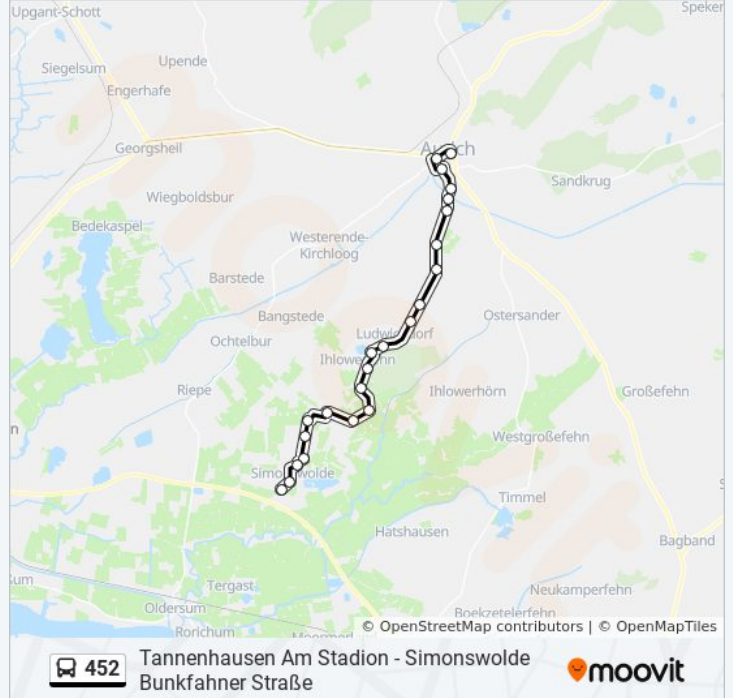 Upgant-Schott
Speker
Upende
Siegelsum
Engerhafe
Georgsheil
Sandkrug
Wiegboldsbur
Bedekaspel
Westerende-
Kirchloog
Barstede
Bangstede
Ostersander
Ochtelbur
Riepe
Ihlowerhörn
Großefehn
n
Westgroßefehn
Timmel
Hatshausen
Bagband
Tergast
Neukamperfehn
Oldersum
Boekzetelerfehn
Rorichum
© OpenStreetMap contributors | © OpenMapTiles
452
Tannenhausen Am Stadion - Simonswolde
Bunkfahner Straße
moovit